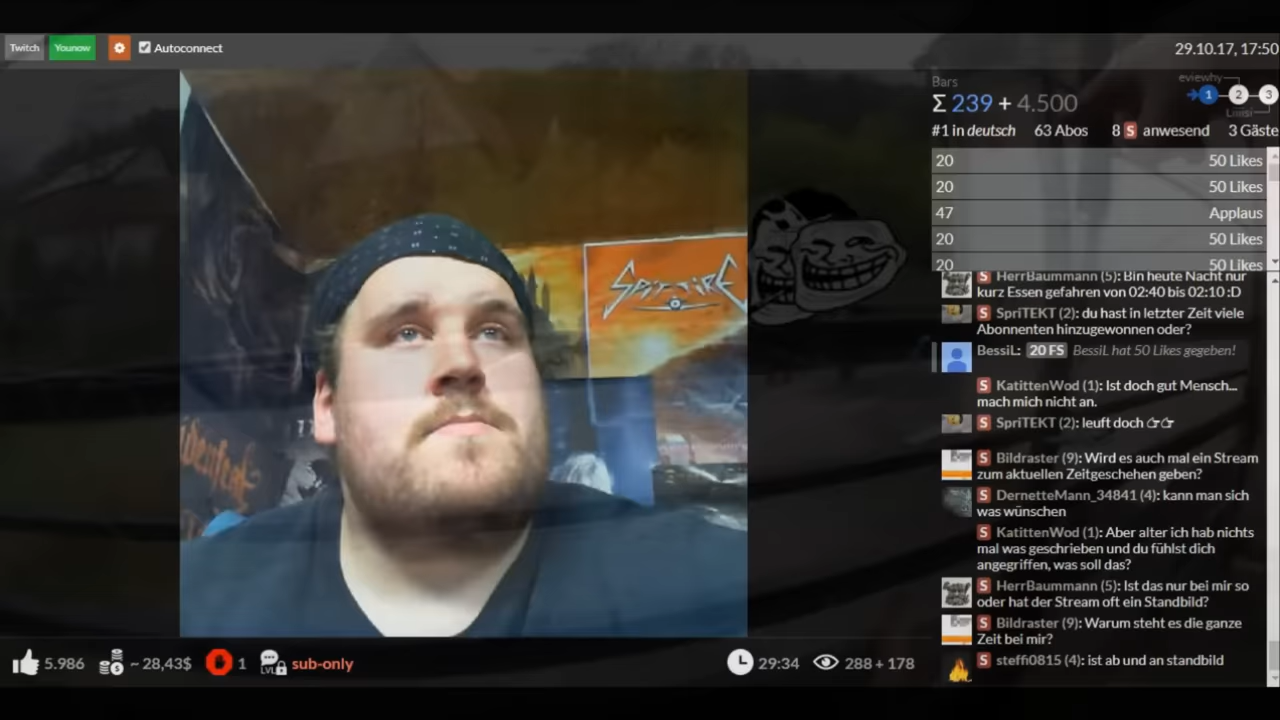 Twitch Younow Autoconnect 29.10.17, 17:50
Bars
eviewhy
Σ 239 + 4.500
1 2 3
#1 in deutsch 63 Abos 8 S anwesend 3 Gäste
20 50 Likes
20 50 Likes
47 Applaus
20 50 Likes
20 50 Likes
S HerrBaummann (5): Bin heute Nacht nur
kurz Essen gefahren von 02:40 bis 02:10 :D
S SpriTEKT (2): du hast in letzter Zeit viele
Abonnenten hinzugewonnen oder?
BessiL: 20 FS BessiL hat 50 Likes gegeben!
S KatittenWod (1): Ist doch gut Mensch...
mach mich nicht an.
S SpriTEKT (2): leuft doch 👉👉
S Bildraster (9): Wird es auch mal ein Stream
zum aktuellen Zeitgeschehen geben?
S DernetteMann_34841 (4): kann man sich
was wünschen
S KatittenWod (1): Aber alter ich hab nichts
mal was geschrieben und du fühlst dich
angegriffen, was soll das?
S HerrBaummann (5): Ist das nur bei mir so
oder hat der Stream oft ein Standbild?
S Bildraster (9): Warum steht es die ganze
Zeit bei mir?
S steffi0815 (4): ist ab und an standbild
SPITFIRE
5.986 ~ 28,43$ 1 LVL sub-only 29:34 288 + 178